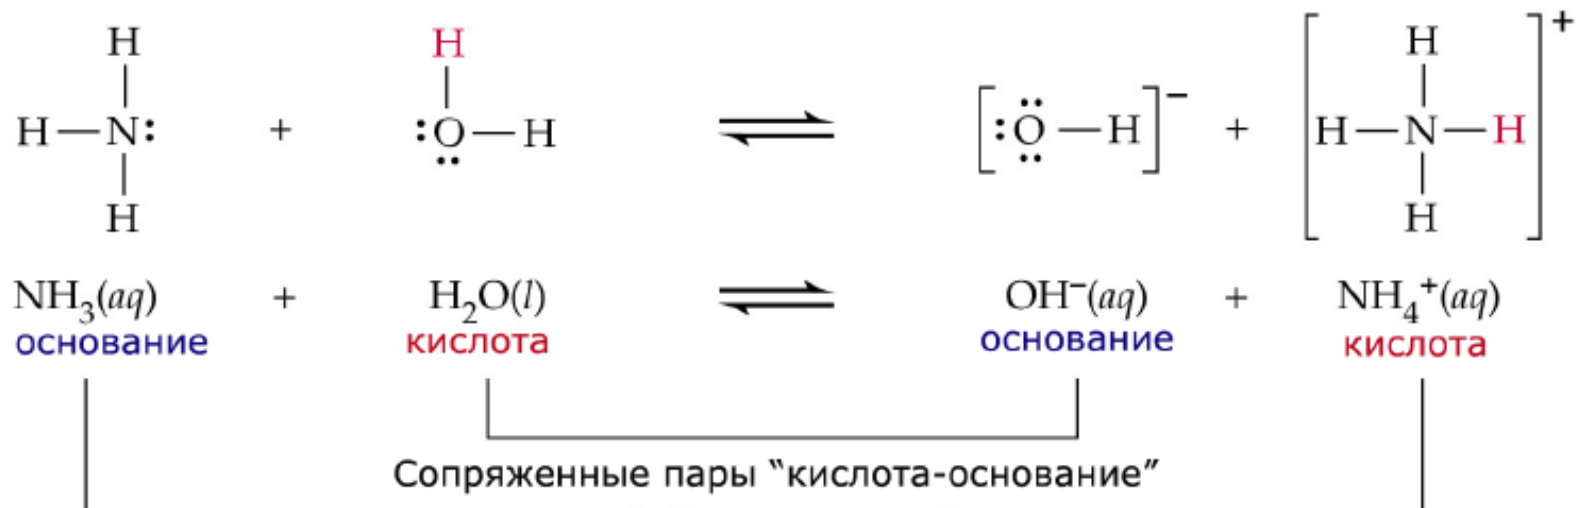 H H H
H—N: + :O—H ⇌ [:O—H]⁻ + [H—N—H]⁺
H H
NH₃(aq) + H₂O(l) ⇌ OH⁻(aq) + NH₄⁺(aq)
основание кислота основание кислота
Сопряженные пары “кислота-основание”